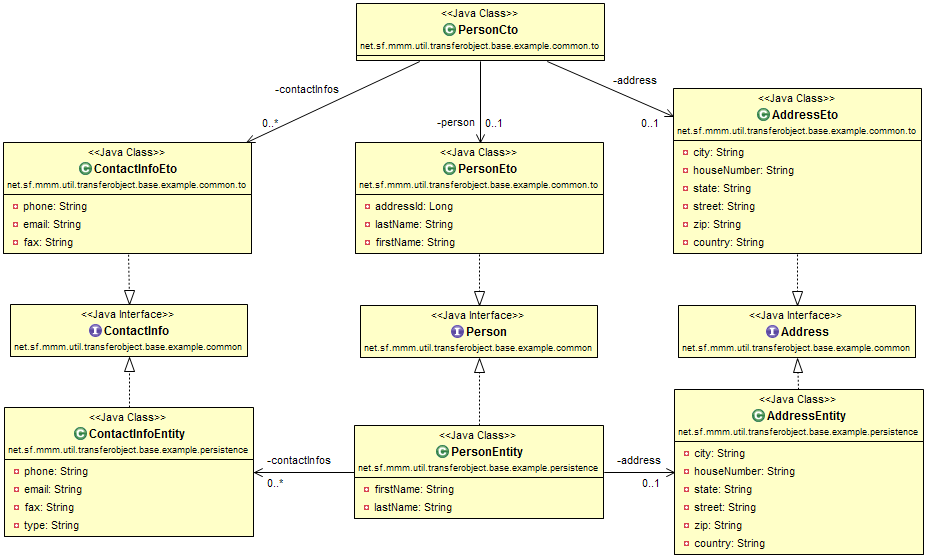 <<Java Class>>
PersonCto
net.sf.mmm.util.transferobject.base.example.common.to
-contactInfos
0..*
-person
0..1
-address
0..1
<<Java Class>>
ContactInfoEto
net.sf.mmm.util.transferobject.base.example.common.to
phone: String
email: String
fax: String
<<Java Class>>
PersonEto
net.sf.mmm.util.transferobject.base.example.common.to
addressId: Long
lastName: String
firstName: String
<<Java Class>>
AddressEto
net.sf.mmm.util.transferobject.base.example.common.to
city: String
houseNumber: String
state: String
street: String
zip: String
country: String
<<Java Interface>>
ContactInfo
net.sf.mmm.util.transferobject.base.example.common
<<Java Interface>>
Person
net.sf.mmm.util.transferobject.base.example.common
<<Java Interface>>
Address
net.sf.mmm.util.transferobject.base.example.common
<<Java Class>>
ContactInfoEntity
net.sf.mmm.util.transferobject.base.example.persistence
phone: String
email: String
fax: String
type: String
-contactInfos
0..*
<<Java Class>>
PersonEntity
net.sf.mmm.util.transferobject.base.example.persistence
firstName: String
lastName: String
-address
0..1
<<Java Class>>
AddressEntity
net.sf.mmm.util.transferobject.base.example.persistence
city: String
houseNumber: String
state: String
street: String
zip: String
country: String